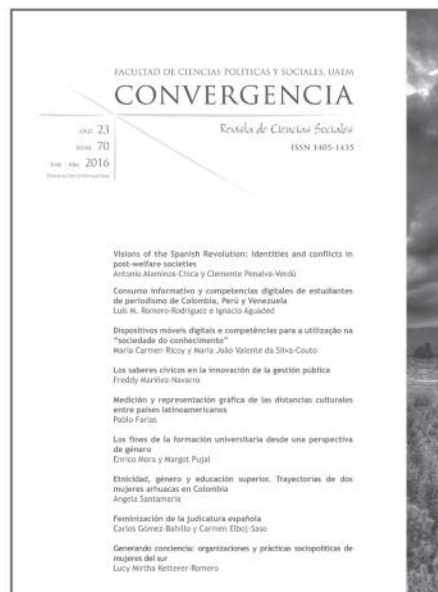 FACULTAD DE CIENCIAS POLÍTICAS Y SOCIALES, UAEM
CONVERGENCIA
Revista de Ciencias Sociales
ISSN 1405-1435
AÑO 23
NÚM. 70
ENE - ABR 2016
Visions of the Spanish Revolution: identities and conflicts in
post-welfare societies
Antonio Alaminos-Chica y Clemente Penalva-Verdú
Consumo informativo y competencias digitales de estudiantes
de periodismo de Colombia, Perú y Venezuela
Luis M. Romero-Rodríguez e Ignacio Aguaded
Dispositivos móveis digitais e competências para a utilização na
"sociedade do conhecimento"
María Carmen Ricoy y Maria João Valente da Silva-Couto
Los saberes cívicos en la innovación de la gestión pública
Freddy Mariñez-Navarro
Medición y representación gráfica de las distancias culturales
entre países latinoamericanos
Pablo Farías
Los fines de la formación universitaria desde una perspectiva
de género
Enrico Mora y Margot Pujal
Etnicidad, género y educación superior. Trayectorias de dos
mujeres arhuacas en Colombia
Angela Santamaría
Feminización de la judicatura española
Carlos Gómez-Bahillo y Carmen Elboj-Saso
Generando conciencia: organizaciones y prácticas sociopolíticas de
mujeres del sur
Lucy Mirtha Ketterer-Romero